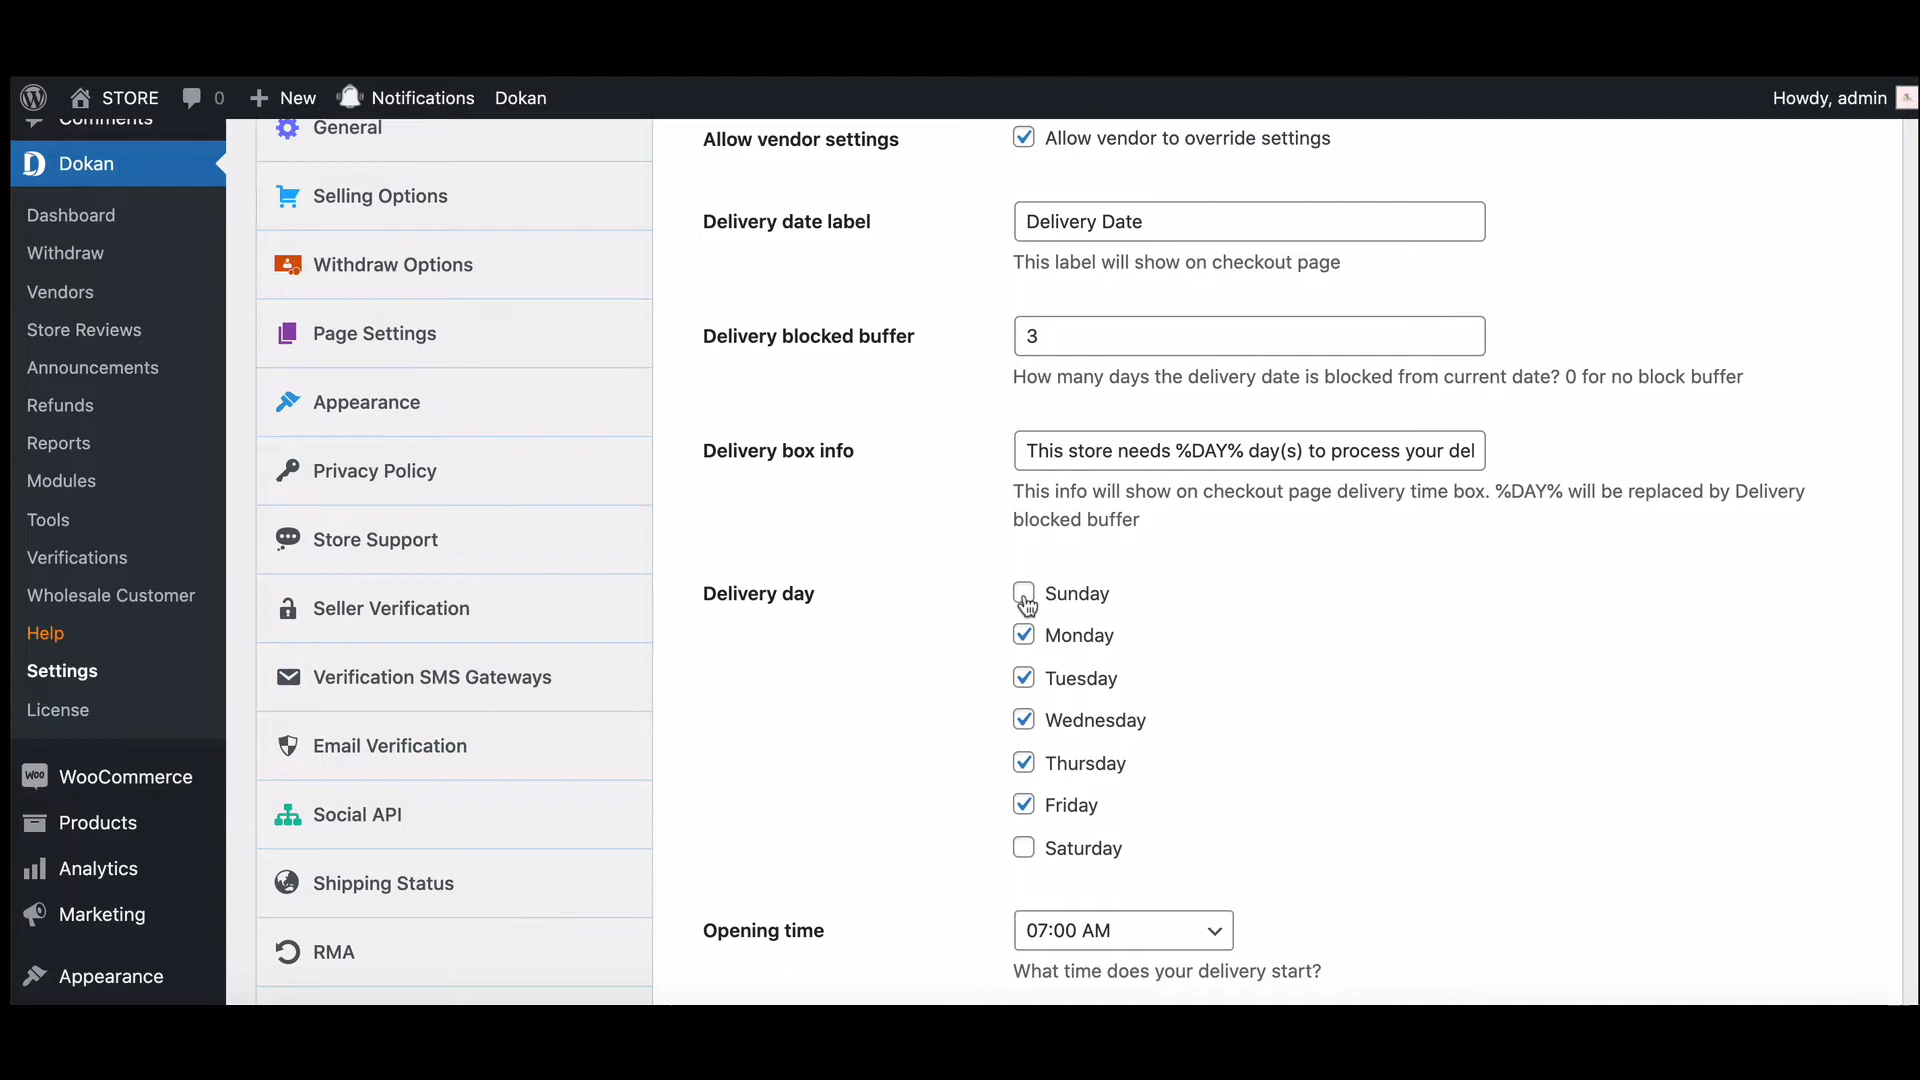 STORE 0 New Notifications Dokan Howdy, admin
Comments
Dokan
Dashboard
Withdraw
Vendors
Store Reviews
Announcements
Refunds
Reports
Modules
Tools
Verifications
Wholesale Customer
Help
Settings
License
Woo WooCommerce
Products
Analytics
Marketing
Appearance
General
Selling Options
Withdraw Options
Page Settings
Appearance
Privacy Policy
Store Support
Seller Verification
Verification SMS Gateways
Email Verification
Social API
Shipping Status
RMA
Allow vendor settings Allow vendor to override settings
Delivery date label Delivery Date
This label will show on checkout page
Delivery blocked buffer 3
How many days the delivery date is blocked from current date? 0 for no block buffer
Delivery box info This store needs %DAY% day(s) to process your del
This info will show on checkout page delivery time box. %DAY% will be replaced by Delivery
blocked buffer
Delivery day Sunday
Monday
Tuesday
Wednesday
Thursday
Friday
Saturday
Opening time 07:00 AM
What time does your delivery start?